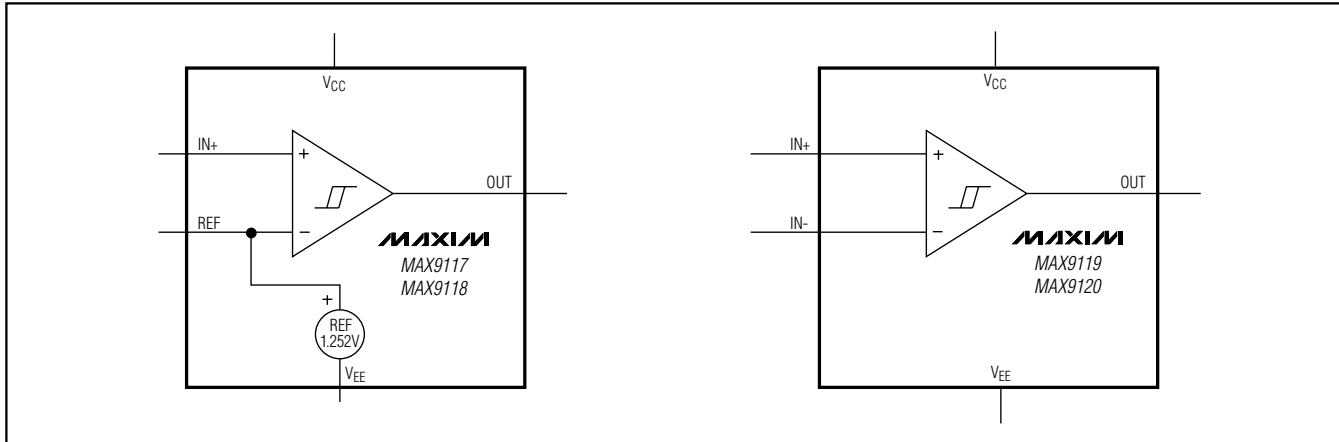 VCC
IN+
+
OUT
REF
−
MAXIM
MAX9117
MAX9118
+
REF
1.252V
VEE
VCC
IN+
+
OUT
IN-
−
MAXIM
MAX9119
MAX9120
VEE